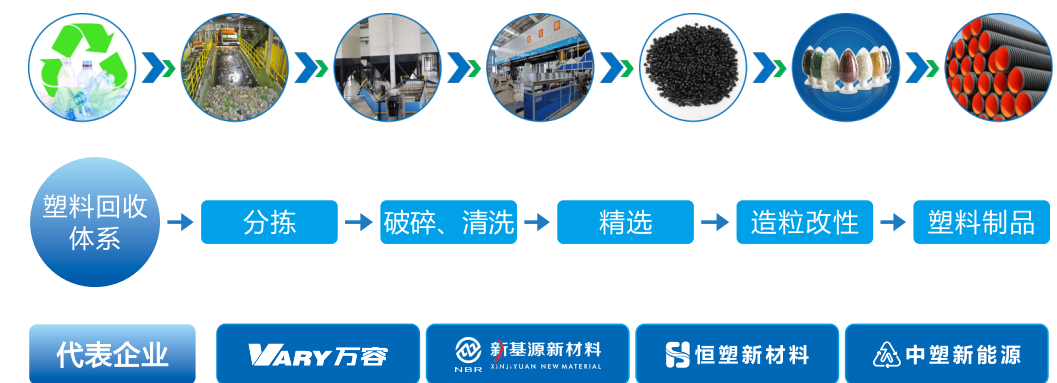 塑料回收
体系
分拣
破碎、清洗
精选
造粒改性
塑料制品
代表企业
VARY万容
NBR
新基源新材料
XINJIYUAN NEW MATERIAL
恒塑新材料
中塑新能源